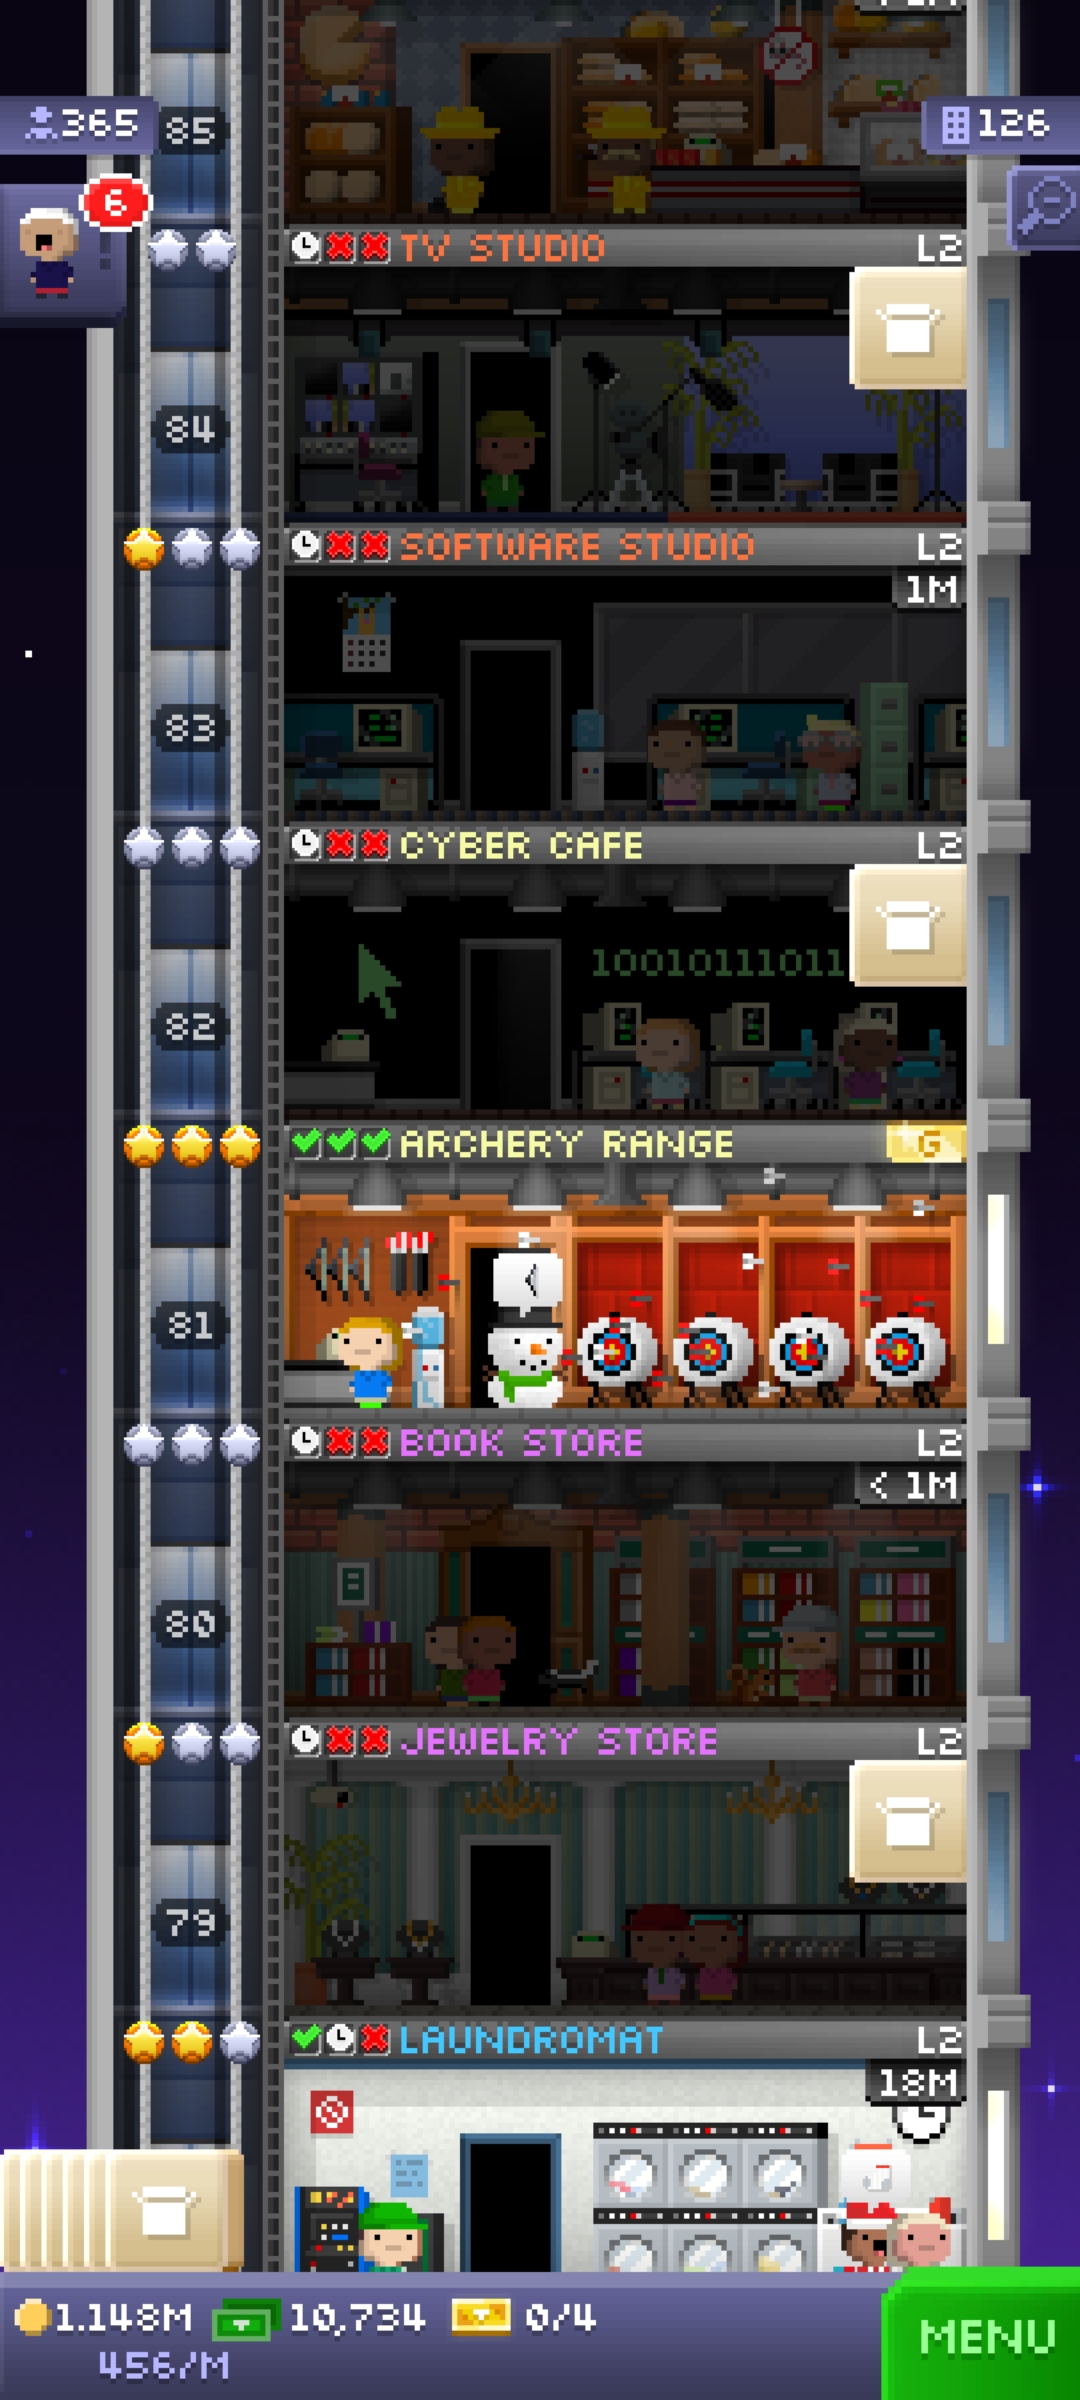 365
85
126
6
TV STUDIO
L2
84
SOFTWARE STUDIO
L2
1M
83
CYBER CAFE
L2
10010111011
82
ARCHERY RANGE
G
81
BOOK STORE
L2
< 1M
80
JEWELRY STORE
L2
79
LAUNDROMAT
L2
18M
1.148M
10,734
0/4
456/M
MENU